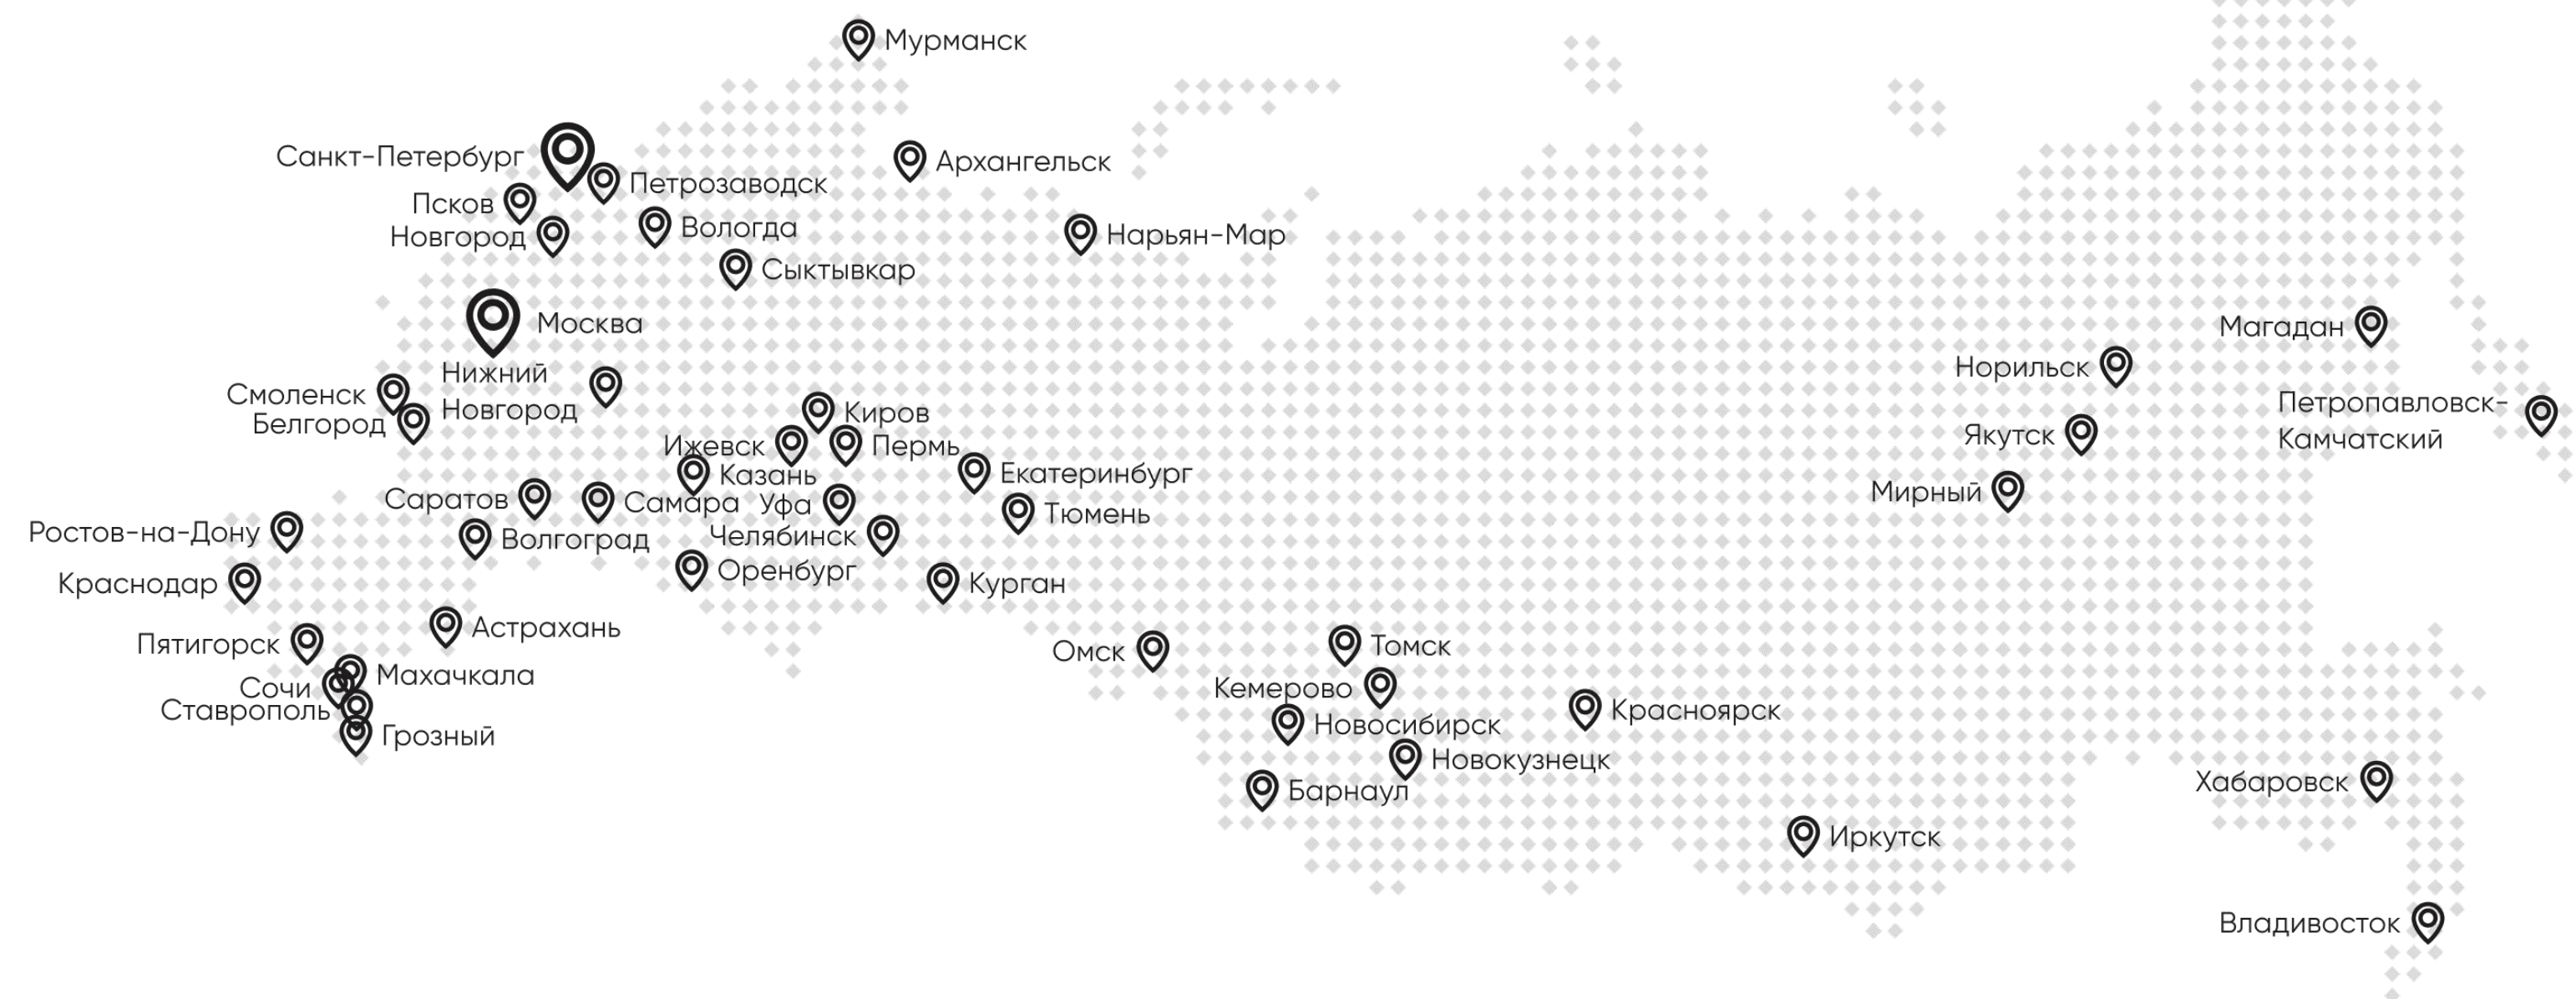 Мурманск
Санкт-Петербург
Архангельск
Петрозаводск
Псков
Вологда
Нарьян-Мар
Новгород
Сыктывкар
Москва
Магадан
Норильск
Нижний
Новгород
Смоленск
Белгород
Киров
Петропавловск-
Камчатский
Якутск
Ижевск
Пермь
Казань
Екатеринбург
Мирный
Саратов
Самара
Уфа
Тюмень
Ростов-на-Дону
Волгоград
Челябинск
Оренбург
Краснодар
Курган
Астрахань
Пятигорск
Омск
Томск
Махачкала
Сочи
Кемерово
Ставрополь
Красноярск
Новосибирск
Грозный
Новокузнецк
Барнаул
Хабаровск
Иркутск
Владивосток